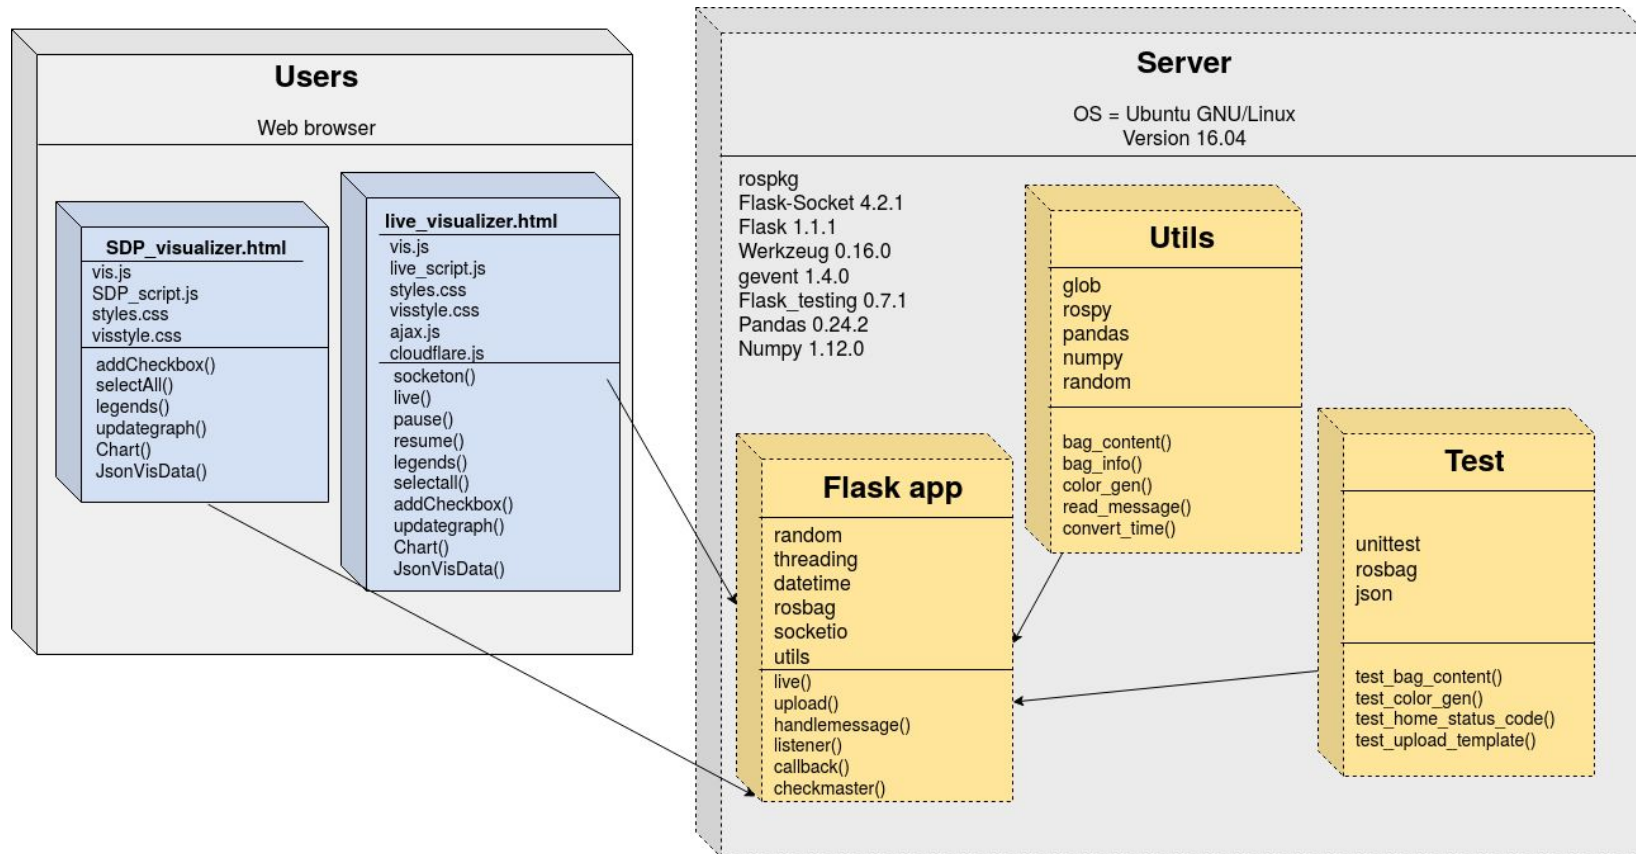 Users
Web browser
SDP_visualizer.html
vis.js
SDP_script.js
styles.css
visstyle.css
addCheckbox()
selectAll()
legends()
updategraph()
Chart()
JsonVisData()
live_visualizer.html
vis.js
live_script.js
styles.css
visstyle.css
ajax.js
cloudflare.js
socketon()
live()
pause()
resume()
legends()
selectall()
addCheckbox()
updategraph()
Chart()
JsonVisData()
Server
OS = Ubuntu GNU/Linux
Version 16.04
rospkg
Flask-Socket 4.2.1
Flask 1.1.1
Werkzeug 0.16.0
gevent 1.4.0
Flask_testing 0.7.1
Pandas 0.24.2
Numpy 1.12.0
Flask app
random
threading
datetime
rosbag
socketio
utils
live()
upload()
handlemessage()
listener()
callback()
checkmaster()
Utils
glob
rospy
pandas
numpy
random
bag_content()
bag_info()
color_gen()
read_message()
convert_time()
Test
unittest
rosbag
json
test_bag_content()
test_color_gen()
test_home_status_code()
test_upload_template()